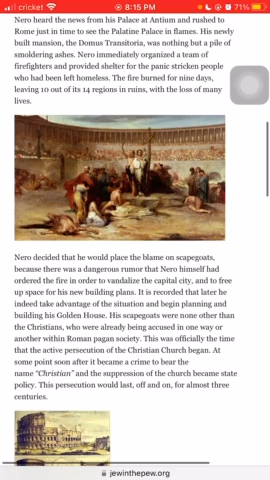 cricket 8:15 PM 71%
Nero heard the news from his Palace at Antium and rushed to
Rome just in time to see the Palatine Palace in flames. His newly
built mansion, the Domus Transitoria, was nothing but a pile of
smoldering ashes. Nero immediately organized a team of
firefighters and provided shelter for the panic stricken people
who had been left homeless. The fire burned for nine days,
leaving 10 out of its 14 regions in ruins, with the loss of many
lives.
Nero decided that he would place the blame on scapegoats,
because there was a dangerous rumor that Nero himself had
ordered the fire in order to vandalize the capital city, and to free
up space for his new building plans. It is recorded that later he
indeed take advantage of the situation and begin planning and
building his Golden House. His scapegoats were none other than
the Christians, who were already being accused in one way or
another within Roman pagan society. This was officially the time
that the active persecution of the Christian Church began. At
some point soon after it became a crime to bear the
name “Christian” and the suppression of the church became state
policy. This persecution would last, off and on, for almost three
centuries.
jewinthepew.org